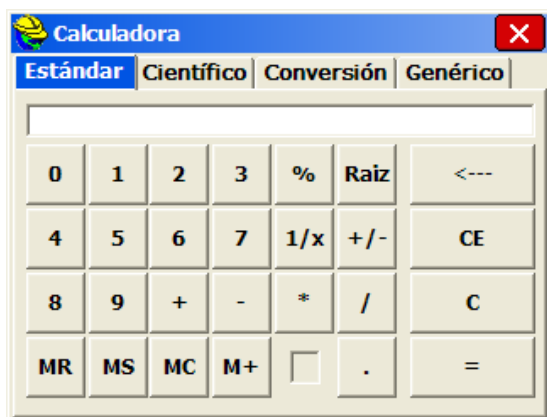 Calculadora
Estándar Científico Conversión Genérico
0 1 2 3 % Raiz <---
4 5 6 7 1/x +/- CE
8 9 + - * / C
MR MS MC M+ . =